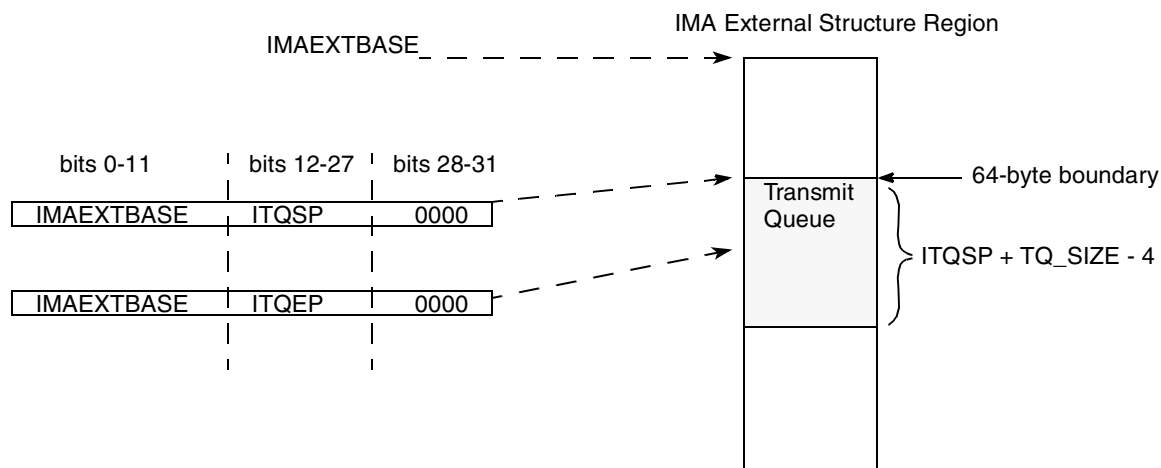 IMA External Structure Region
IMAEXTBASE
bits 0-11 bits 12-27 bits 28-31
64-byte boundary
IMAEXTBASE ITQSP 0000
Transmit
Queue
ITQSP + TQ_SIZE - 4
IMAEXTBASE ITQEP 0000